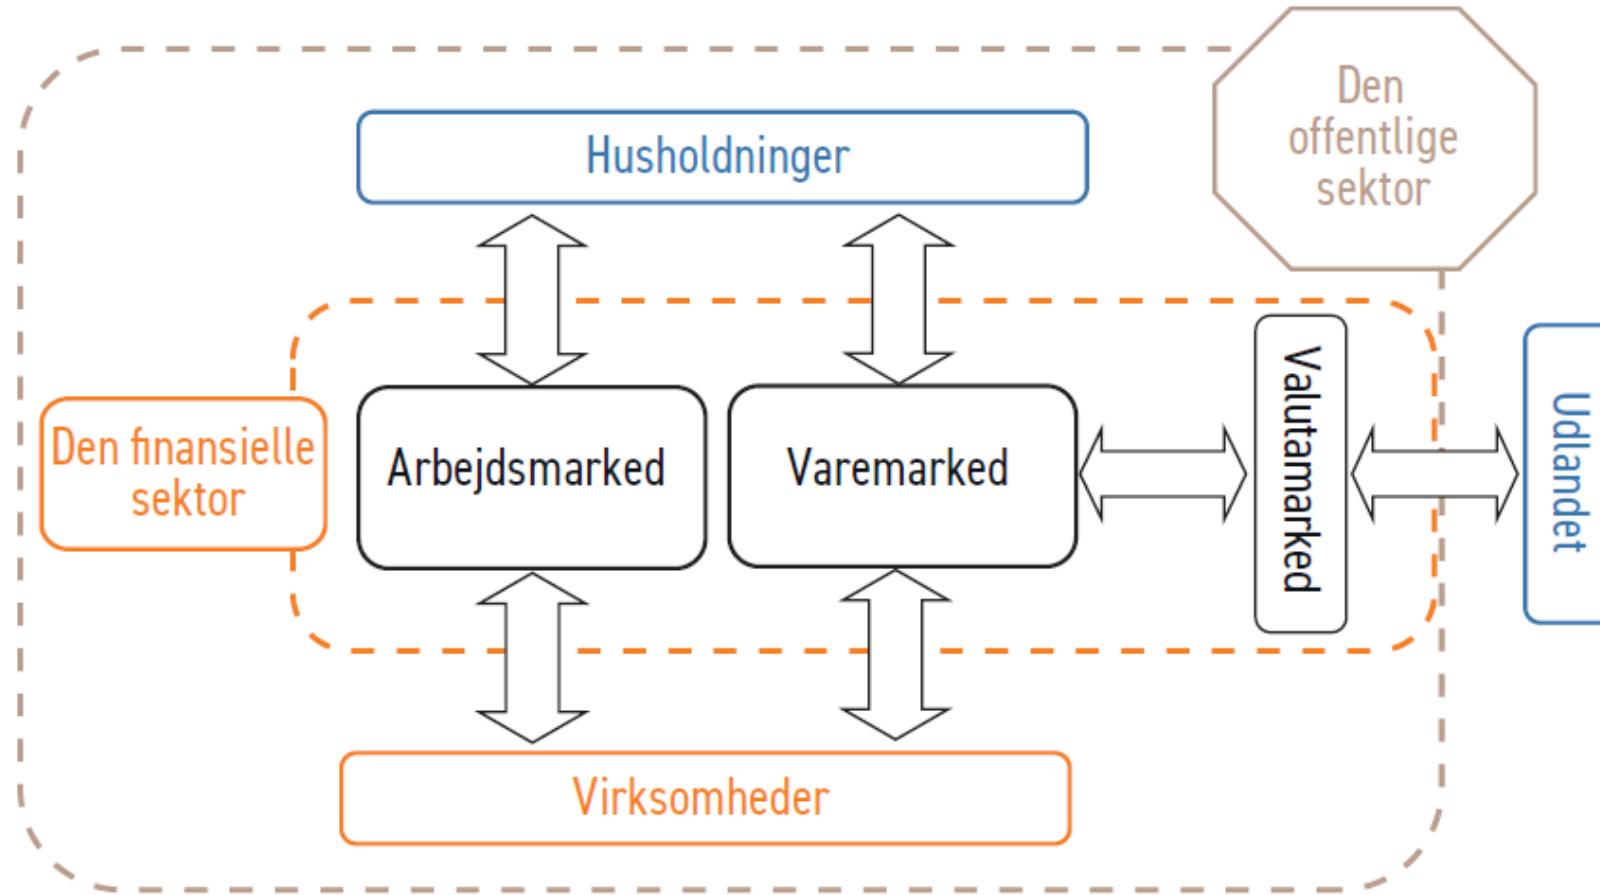 Den
offentlige
sektor
Husholdninger
Den finansielle
sektor
Arbejdsmarked
Varemarked
Valutamarked
Udlandet
Virksomheder